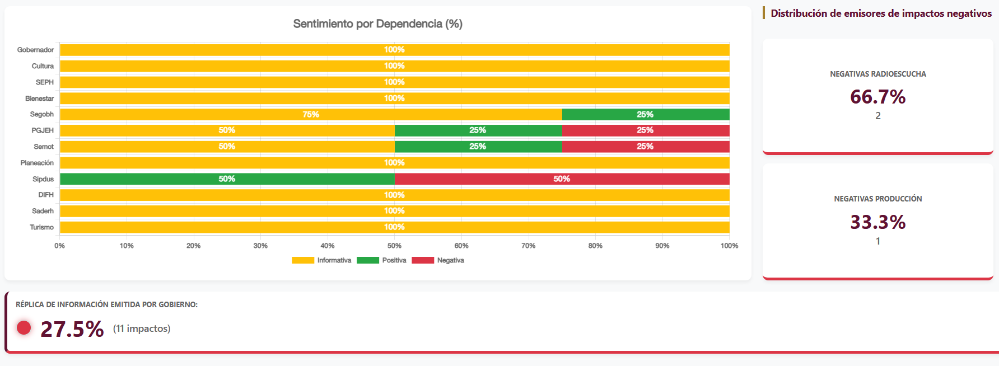 Sentimiento por Dependencia (%)
Gobernador 100%
Cultura 100%
SEPH 100%
Bienestar 100%
Segobh 75% 25%
PGJEH 50% 25% 25%
Semot 50% 25% 25%
Planeación 100%
Sipdus 50% 50%
DIFH 100%
Saderh 100%
Turismo 100%
0% 10% 20% 30% 40% 50% 60% 70% 80% 90% 100%
Informativa Positiva Negativa
Distribución de emisores de impactos negativos
NEGATIVAS RADIOESCUCHA
66.7%
2
NEGATIVAS PRODUCCIÓN
33.3%
1
RÉPLICA DE INFORMACIÓN EMITIDA POR GOBIERNO:
27.5% (11 impactos)